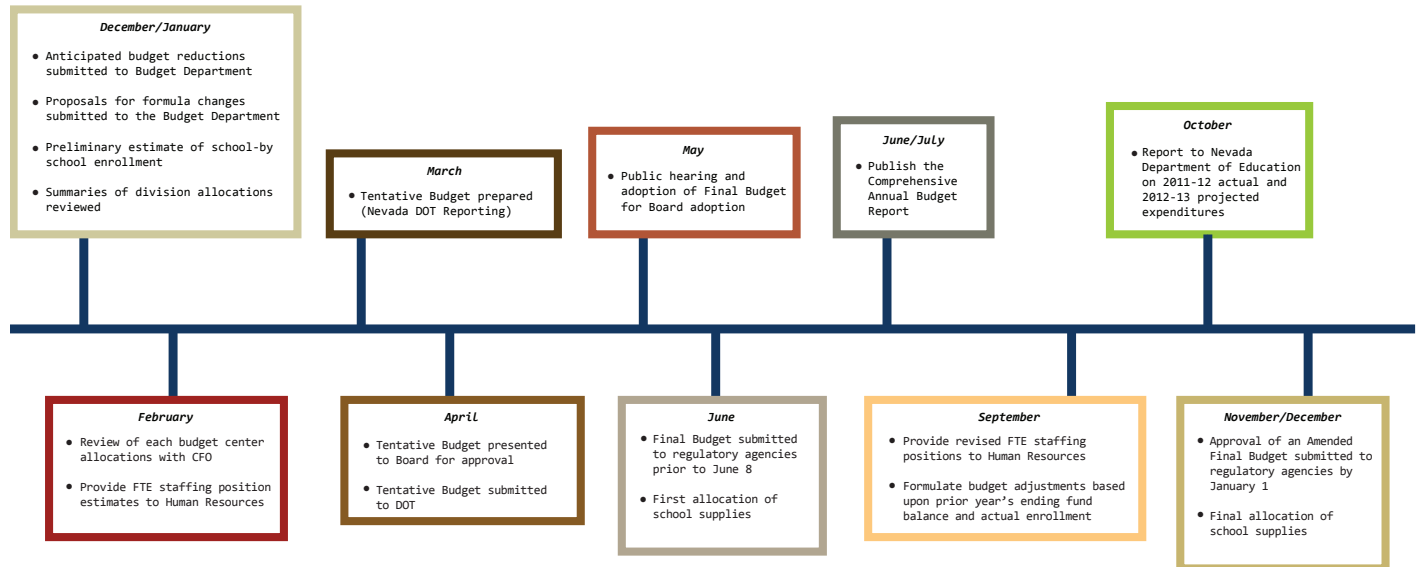 December/January
• Anticipated budget reductions
submitted to Budget Department
• Proposals for formula changes
submitted to the Budget Department
• Preliminary estimate of school-by
school enrollment
• Summaries of division allocations
reviewed
February
• Review of each budget center
allocations with CFO
• Provide FTE staffing position
estimates to Human Resources
March
• Tentative Budget prepared
(Nevada DOT Reporting)
April
• Tentative Budget presented
to Board for approval
• Tentative Budget submitted
to DOT
May
• Public hearing and
adoption of Final Budget
for Board adoption
June
• Final Budget submitted
to regulatory agencies
prior to June 8
• First allocation of
school supplies
June/July
• Publish the
Comprehensive
Annual Budget
Report
September
• Provide revised FTE staffing
positions to Human Resources
• Formulate budget adjustments based
upon prior year's ending fund
balance and actual enrollment
October
• Report to Nevada
Department of Education
on 2011-12 actual and
2012-13 projected
expenditures
November/December
• Approval of an Amended
Final Budget submitted to
regulatory agencies by
January 1
• Final allocation of
school supplies